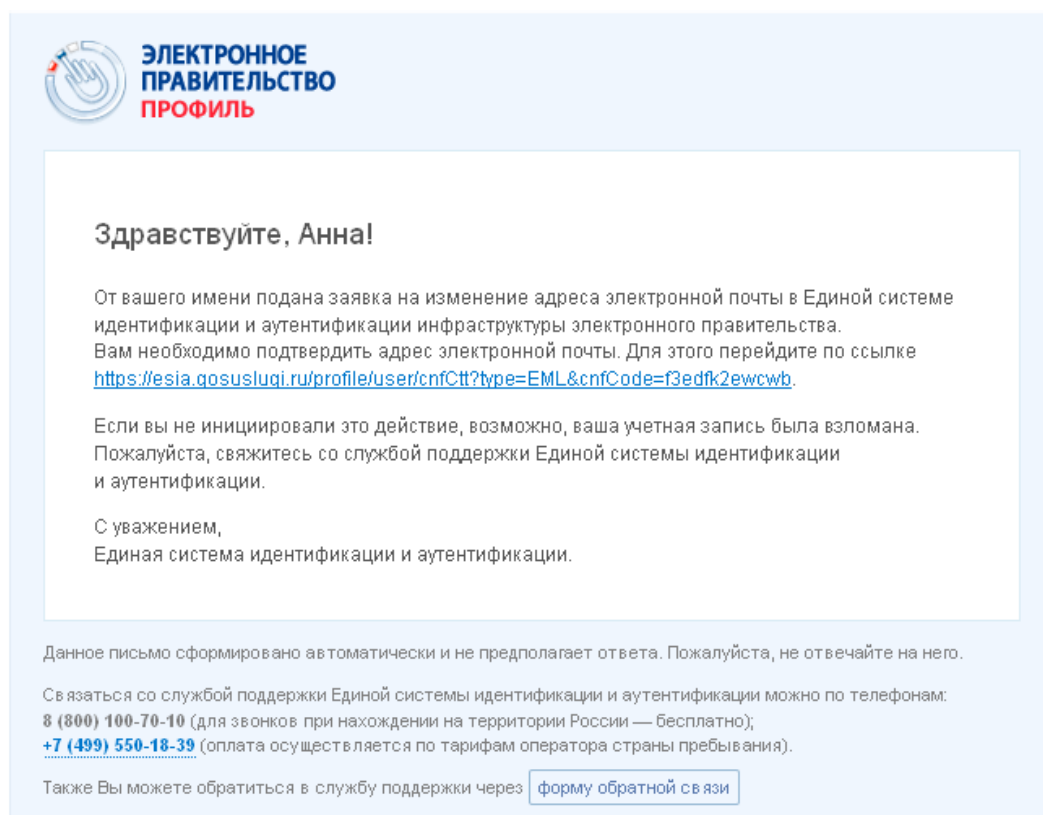 ЭЛЕКТРОННОЕ
ПРАВИТЕЛЬСТВО
ПРОФИЛЬ
Здравствуйте, Анна!
От вашего имени подана заявка на изменение адреса электронной почты в Единой системе
идентификации и аутентификации инфраструктуры электронного правительства.
Вам необходимо подтвердить адрес электронной почты. Для этого перейдите по ссылке
https://esia.gosuslugi.ru/profile/user/cnfCtt?type=EML&cnfCode=f3edfk2ewcwb.
Если вы не инициировали это действие, возможно, ваша учетная запись была взломана.
Пожалуйста, свяжитесь со службой поддержки Единой системы идентификации
и аутентификации.
С уважением,
Единая система идентификации и аутентификации.
Данное письмо сформировано автоматически и не предполагает ответа. Пожалуйста, не отвечайте на него.
Связаться со службой поддержки Единой системы идентификации и аутентификации можно по телефонам:
8 (800) 100-70-10 (для звонков при нахождении на территории России — бесплатно);
+7 (499) 550-18-39 (оплата осуществляется по тарифам оператора страны пребывания).
Также Вы можете обратиться в службу поддержки через форму обратной связи